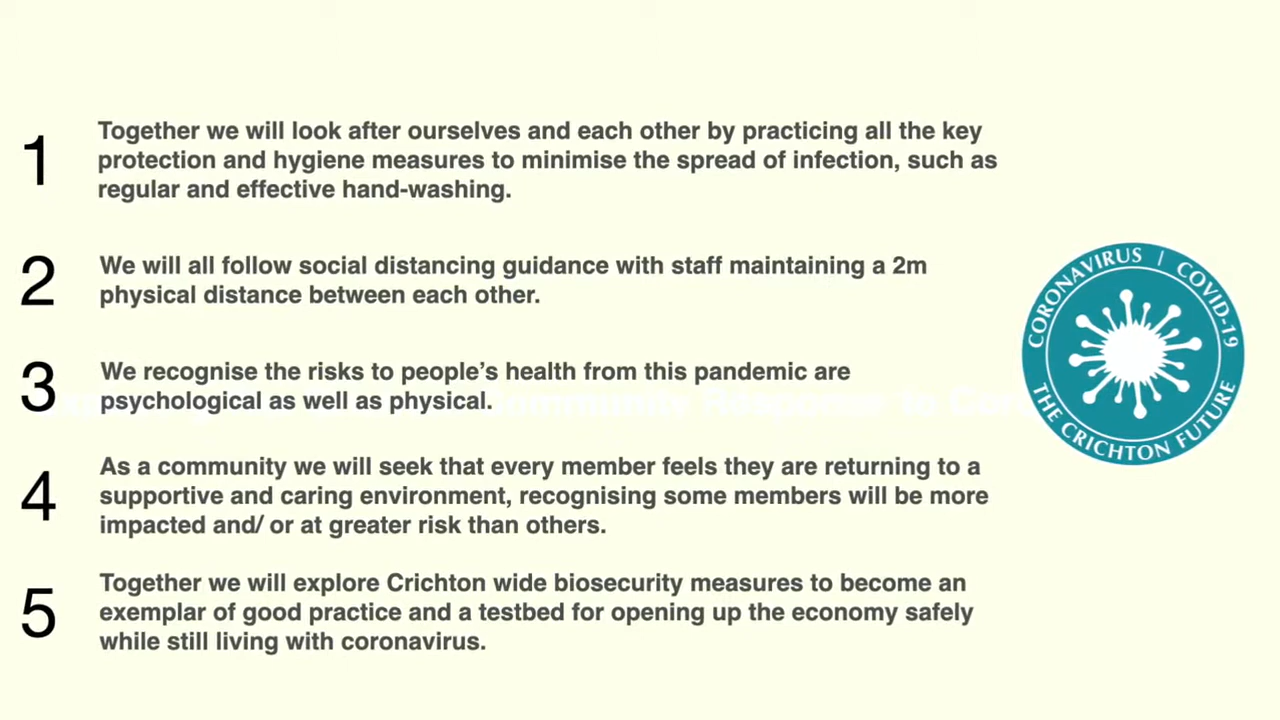 1
Together we will look after ourselves and each other by practicing all the key
protection and hygiene measures to minimise the spread of infection, such as
regular and effective hand-washing.
2
We will all follow social distancing guidance with staff maintaining a 2m
physical distance between each other.
3
We recognise the risks to people’s health from this pandemic are
psychological as well as physical.
Community Response to
4
As a community we will seek that every member feels they are returning to a
supportive and caring environment, recognising some members will be more
impacted and/ or at greater risk than others.
5
Together we will explore Crichton wide biosecurity measures to become an
exemplar of good practice and a testbed for opening up the economy safely
while still living with coronavirus.
CORONAVIRUS | COVID-19
THE CRICHTON FUTURE